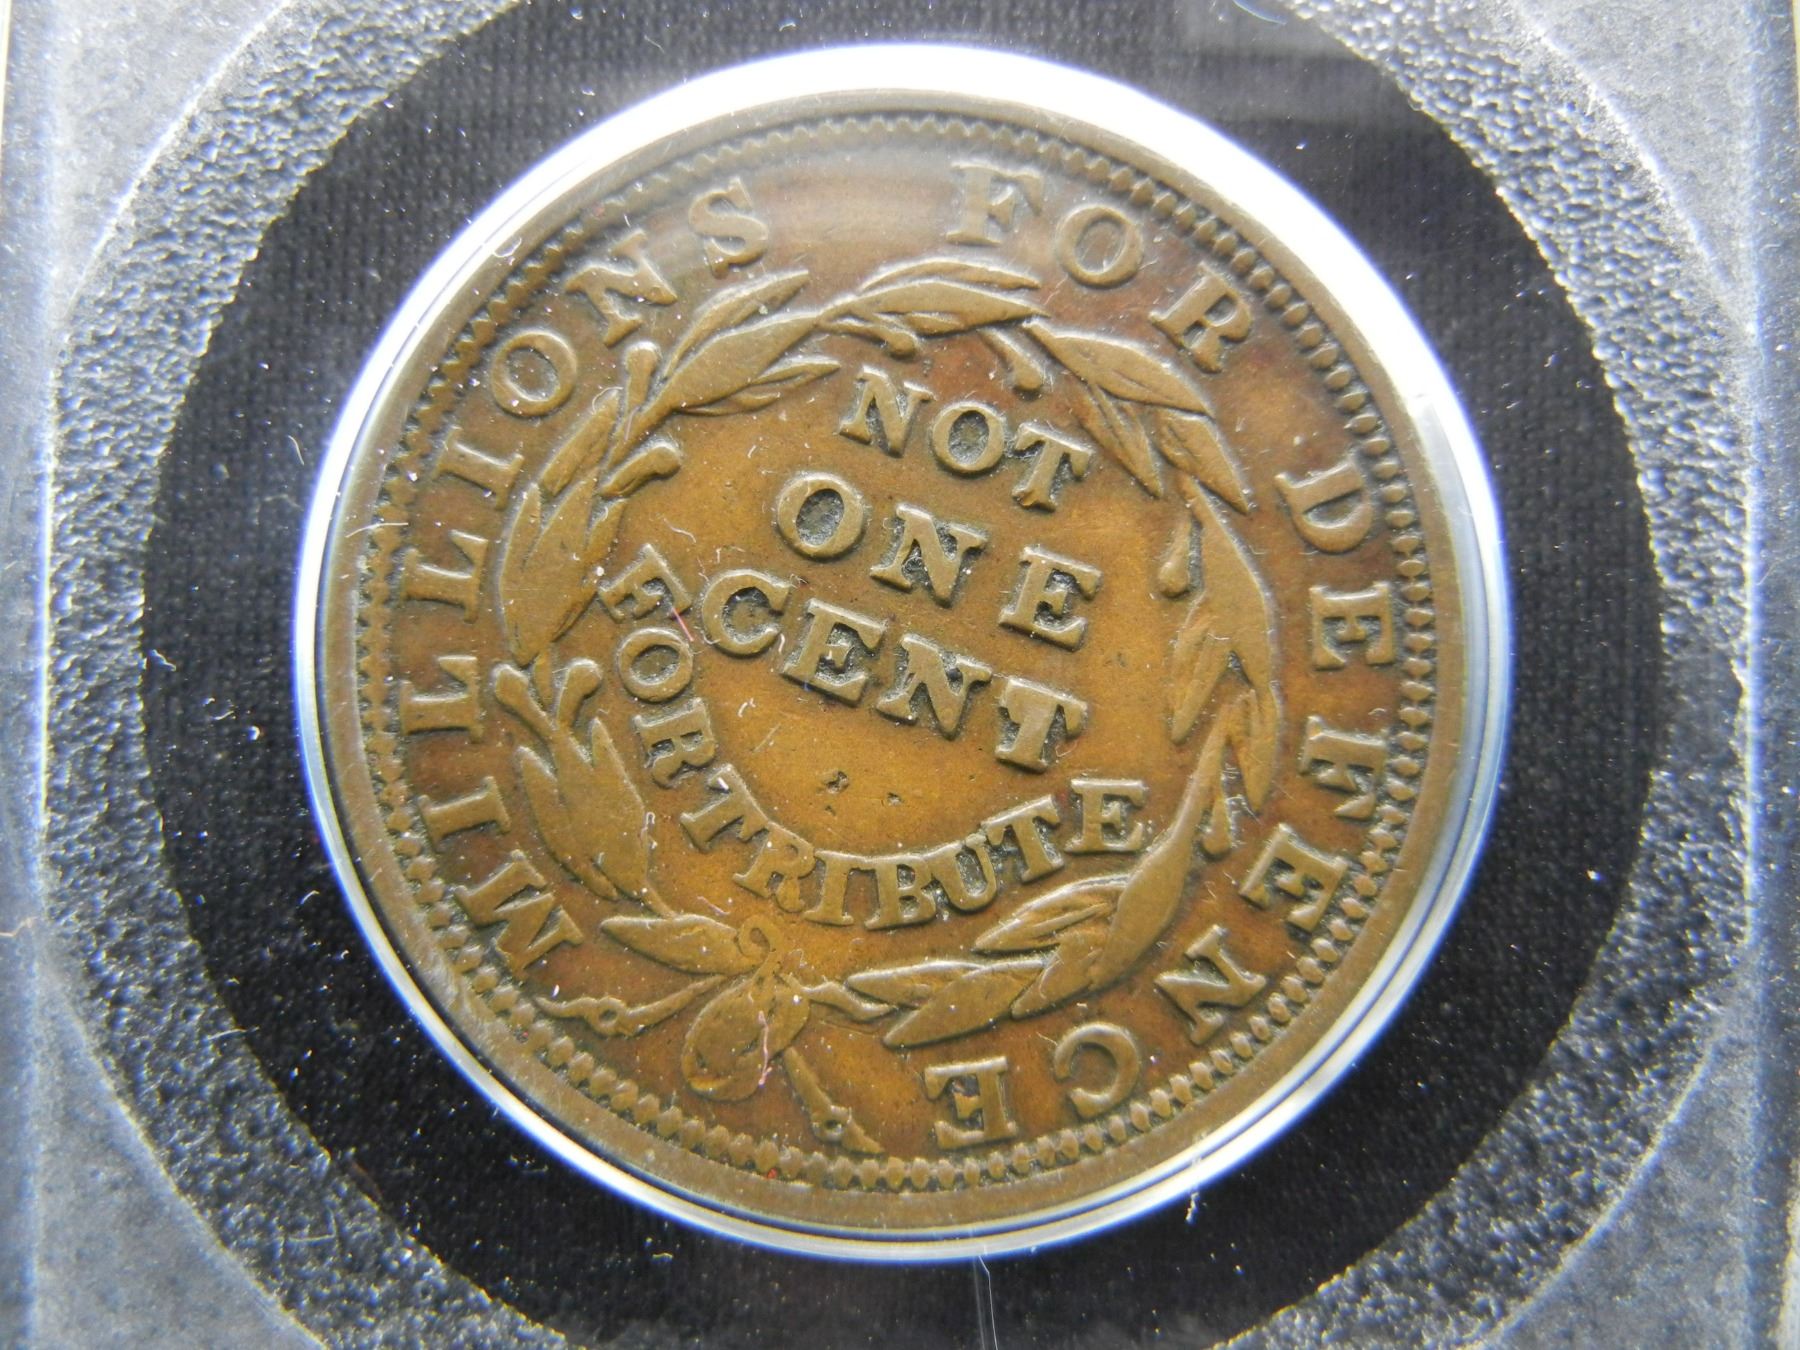 MILLIONS FOR DEFENCE
NOT
ONE
CENT
FOR TRIBUTE